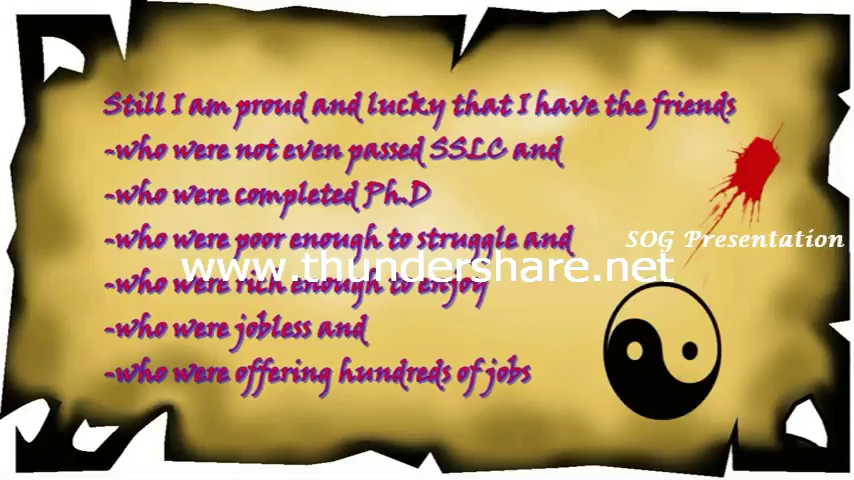 Still I am proud and lucky that I have the friends
-who were not even passed SSLC and
-who were completed Ph.D
-who were poor enough to struggle and
SOG Presentation
www.thundershare.net
-who were rich enough to enjoy
-who were jobless and
-who were offering hundreds of jobs